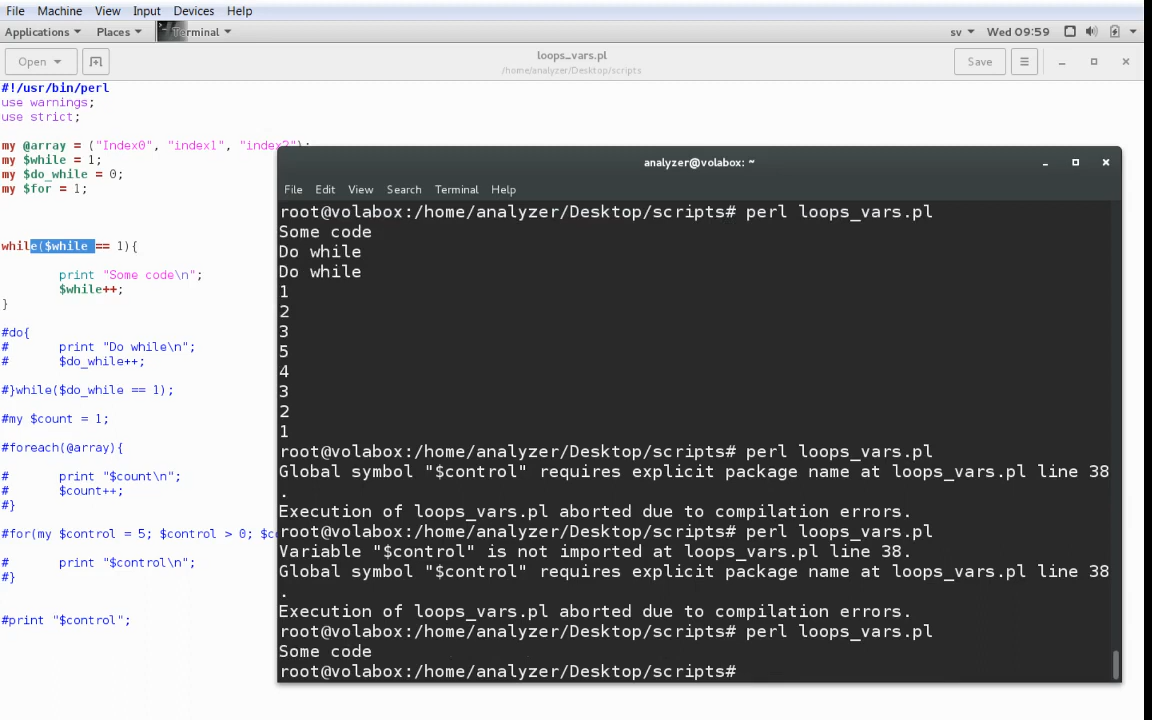 File Machine View Input Devices Help
Applications Places Terminal sv Wed 09:59
Open loops_vars.pl Save
/home/analyzer/Desktop/scripts
#!/usr/bin/perl
use warnings;
use strict;
my @array = ("Index0", "index1", "index2");
my $while = 1;
my $do_while = 0;
my $for = 1;
while($while == 1){
print "Some code\n";
$while++;
}
#do{
# print "Do while\n";
# $do_while++;
#}while($do_while == 1);
#my $count = 1;
#foreach(@array){
# print "$count\n";
# $count++;
#}
#for(my $control = 5; $control > 0; $c
# print "$control\n";
#}
#print "$control";
analyzer@volabox: ~
File Edit View Search Terminal Help
root@volabox:/home/analyzer/Desktop/scripts# perl loops_vars.pl
Some code
Do while
Do while
1
2
3
5
4
3
2
1
root@volabox:/home/analyzer/Desktop/scripts# perl loops_vars.pl
Global symbol "$control" requires explicit package name at loops_vars.pl line 38
.
Execution of loops_vars.pl aborted due to compilation errors.
root@volabox:/home/analyzer/Desktop/scripts# perl loops_vars.pl
Variable "$control" is not imported at loops_vars.pl line 38.
Global symbol "$control" requires explicit package name at loops_vars.pl line 38
.
Execution of loops_vars.pl aborted due to compilation errors.
root@volabox:/home/analyzer/Desktop/scripts# perl loops_vars.pl
Some code
root@volabox:/home/analyzer/Desktop/scripts#